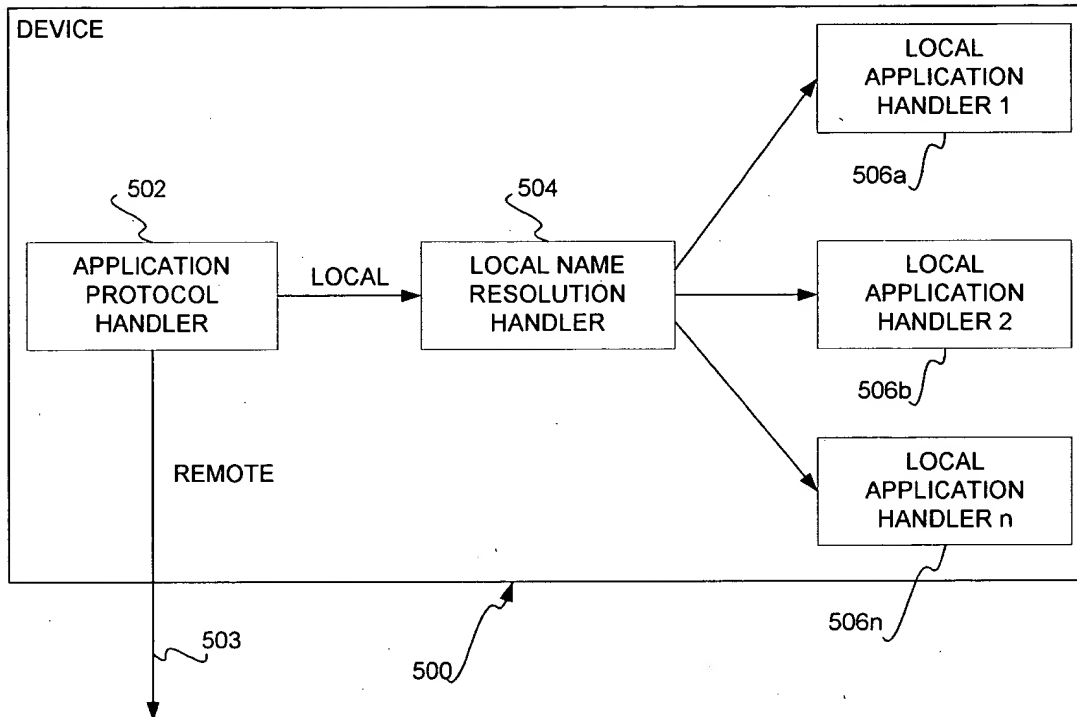 DEVICE
LOCAL
APPLICATION
HANDLER 1
506a
502
504
APPLICATION
PROTOCOL
HANDLER
LOCAL
LOCAL NAME
RESOLUTION
HANDLER
LOCAL
APPLICATION
HANDLER 2
506b
REMOTE
LOCAL
APPLICATION
HANDLER n
506n
503
500